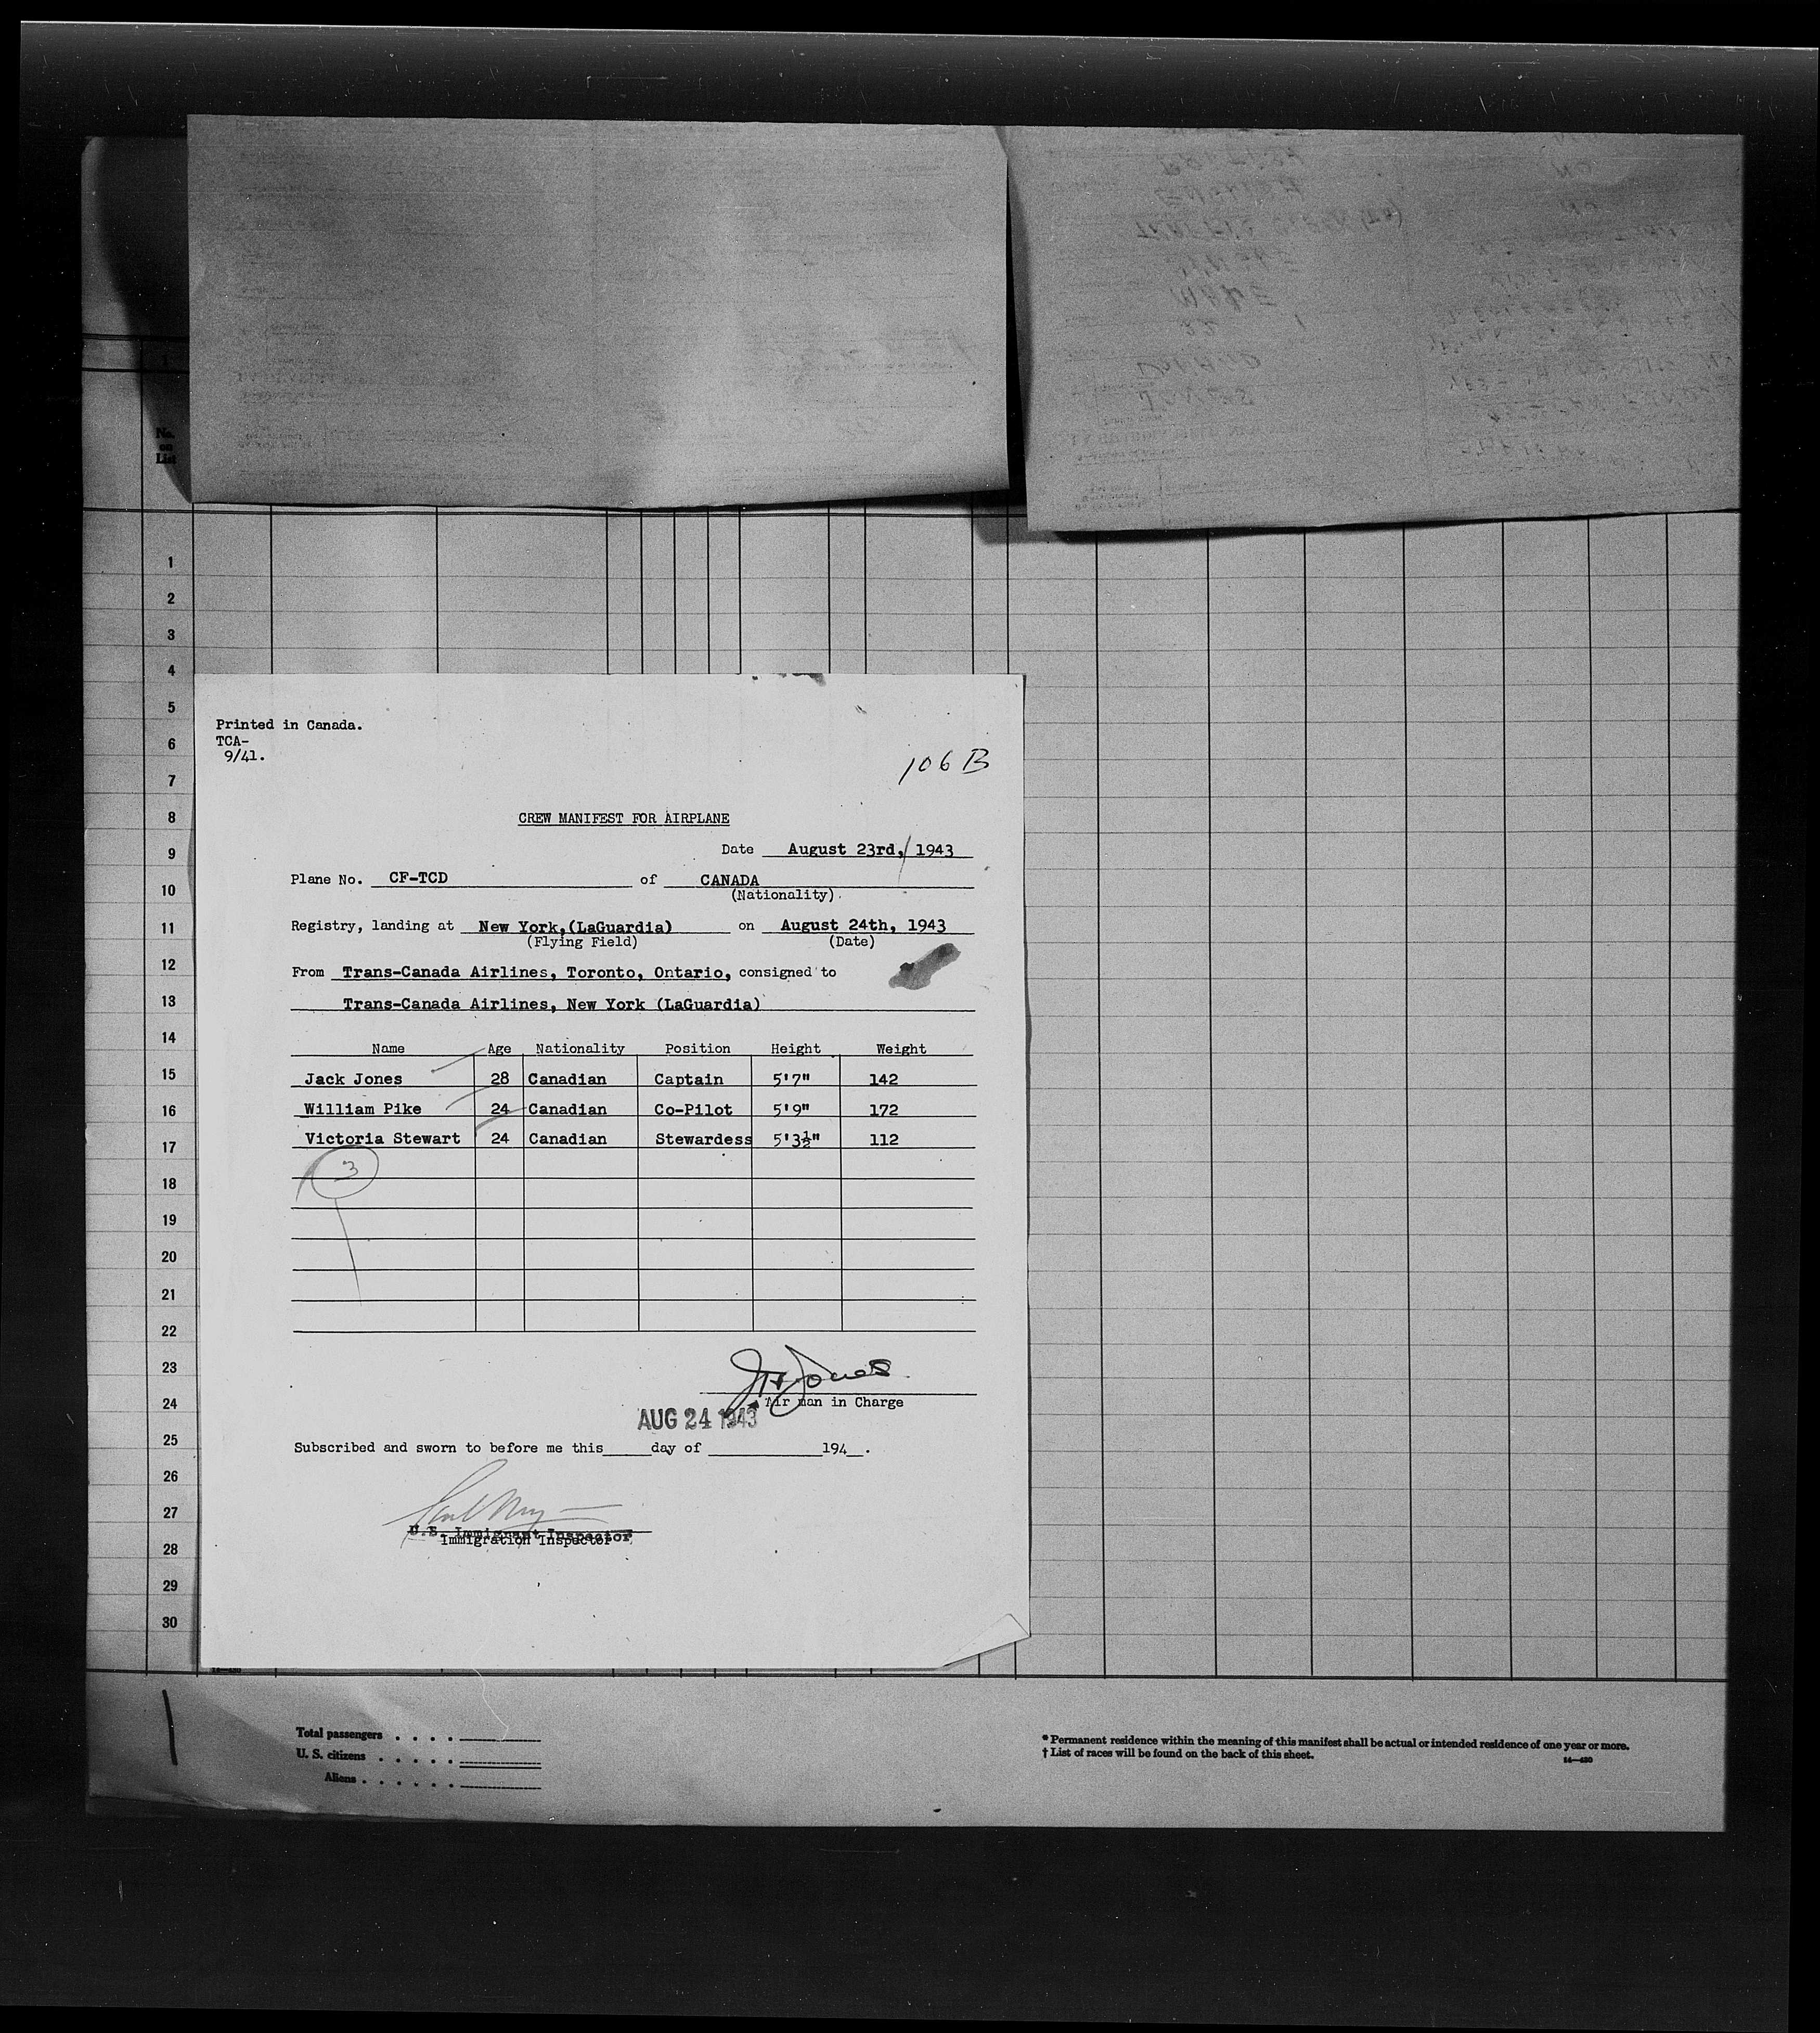 No.
on
List
1
2
3
4
5
6
7
8
9
10
11
12
13
14
15
16
17
18
19
20
21
22
23
24
25
26
27
28
29
30
Printed in Canada.
TCA-
9/41.
106 B
CREW MANIFEST FOR AIRPLANE
Date August 23rd, 1943
Plane No. CF-TCD of CANADA
(Nationality).
Registry, landing at New York,(LaGuardia) on August 24th, 1943
(Flying Field) (Date)
From Trans-Canada Airlines, Toronto, Ontario, consigned to
Trans-Canada Airlines, New York (LaGuardia)
Name Age Nationality Position Height Weight
Jack Jones 28 Canadian Captain 5'7" 142
William Pike 24 Canadian Co-Pilot 5'9" 172
Victoria Stewart 24 Canadian Stewardess 5'3½" 112
3
Jones
Air man in Charge
AUG 24 1943
Subscribed and sworn to before me this day of 194 .
U.S. Immigrant Inspector
Immigration Inspector
14—430
Total passengers . . . .
U. S. citizens . . . . .
Aliens . . . . . .
* Permanent residence within the meaning of this manifest shall be actual or intended residence of one year or more.
† List of races will be found on the back of this sheet.
14—430